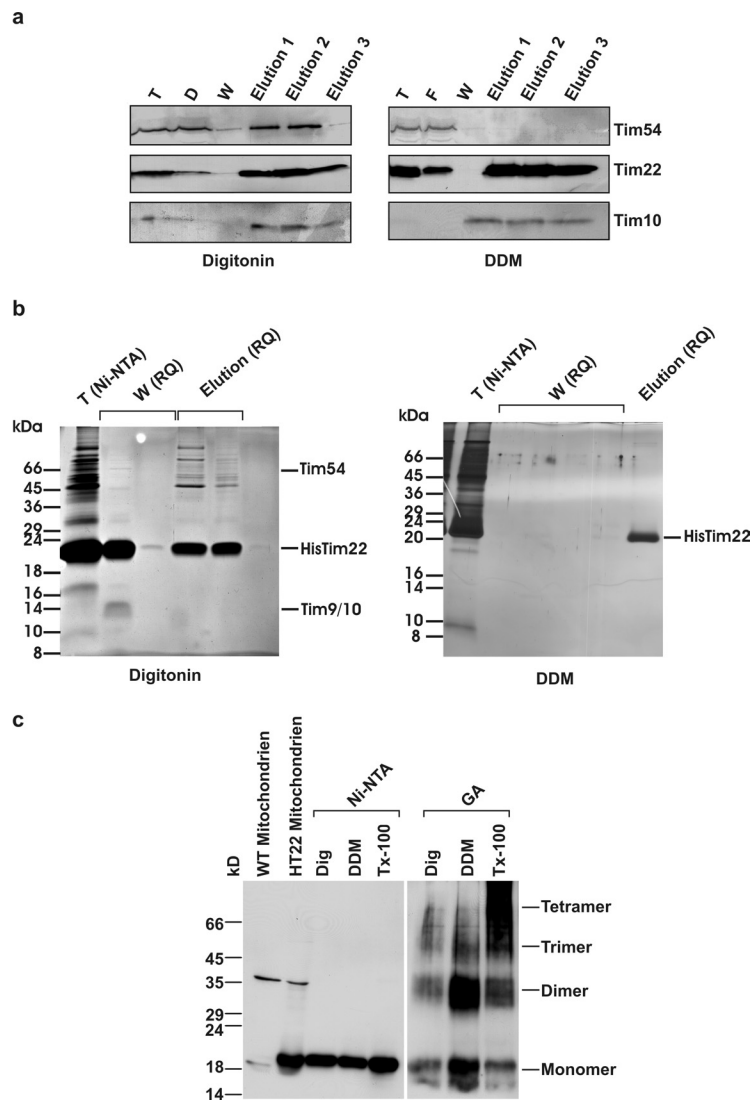 a
T D W Elution 1 Elution 2 Elution 3
T F W Elution 1 Elution 2 Elution 3
Tim54
Tim22
Tim10
Digitonin
DDM
b
T (Ni-NTA) W (RQ) Elution (RQ)
kDa
66
45
36
29
24
18
16
14
10
8
Tim54
HisTim22
Tim9/10
Digitonin
T (Ni-NTA) W (RQ) Elution (RQ)
kDa
66
45
36
29
24
20
16
14
10
8
HisTim22
DDM
c
Ni-NTA
GA
kD WT Mitochondrien HT22 Mitochondrien Dig DDM Tx-100 Dig DDM Tx-100
66
45
35
29
24
18
14
Tetramer
Trimer
Dimer
Monomer